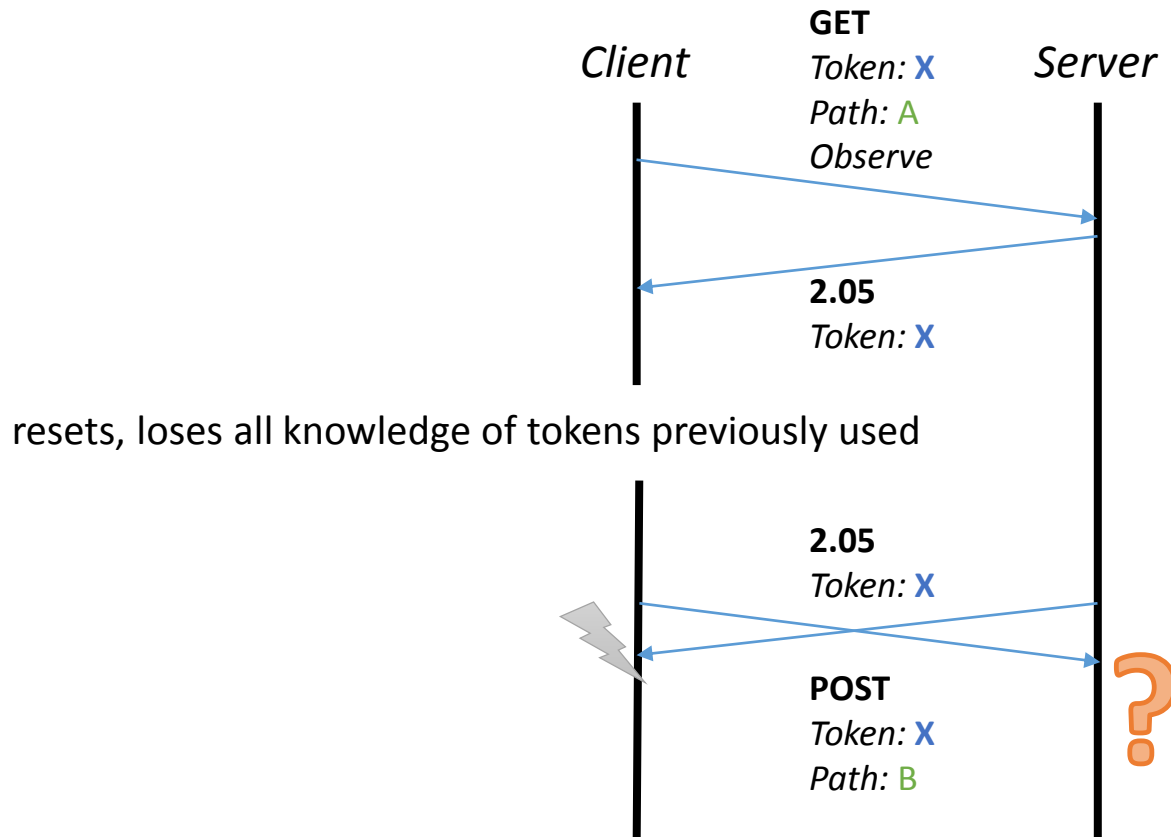 GET
Client
Token: X
Server
Path: A
Observe
2.05
Token: X
resets, loses all knowledge of tokens previously used
2.05
Token: X
POST
Token: X
Path: B
?